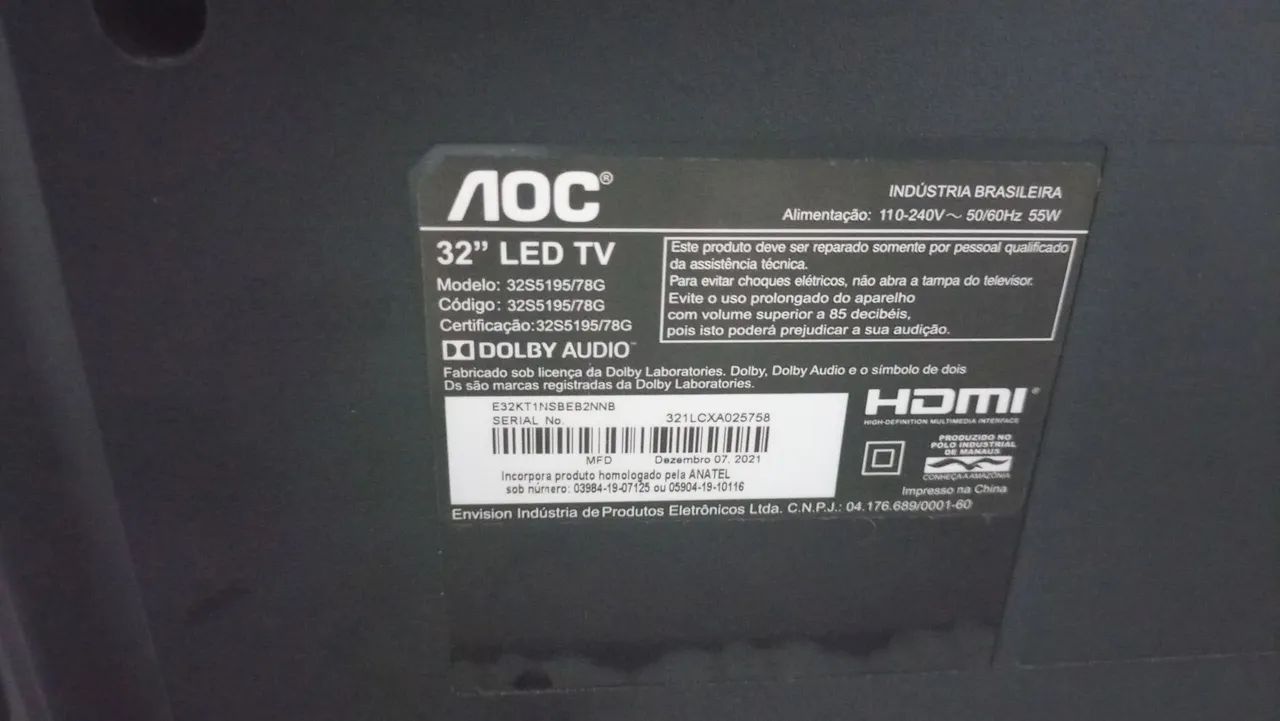 AOC®
INDÚSTRIA BRASILEIRA
Alimentação: 110-240V～ 50/60Hz 55W
32” LED TV
Modelo: 32S5195/78G
Código: 32S5195/78G
Certificação:32S5195/78G
DOLBY AUDIO™
Este produto deve ser reparado somente por pessoal qualificado
da assistência técnica.
Para evitar choques elétricos, não abra a tampa do televisor.
Evite o uso prolongado do aparelho
com volume superior a 85 decibéis,
pois isto poderá prejudicar a sua audição.
Fabricado sob licença da Dolby Laboratories. Dolby, Dolby Audio e o símbolo de dois
Ds são marcas registradas da Dolby Laboratories.
E32KT1NSBEB2NNB
SERIAL No. 321LCXA025758
MFD Dezembro 07, 2021
Incorpora produto homologado pela ANATEL
sob número: 03984-19-07125 ou 05904-19-10116
HDMI®
HIGH-DEFINITION MULTIMEDIA INTERFACE
PRODUZIDO NO
POLO INDUSTRIAL
DE MANAUS
CONHEÇA A AMAZÔNIA
Impresso na China
Envision Indústria de Produtos Eletrônicos Ltda. C.N.P.J.: 04.176.689/0001-60